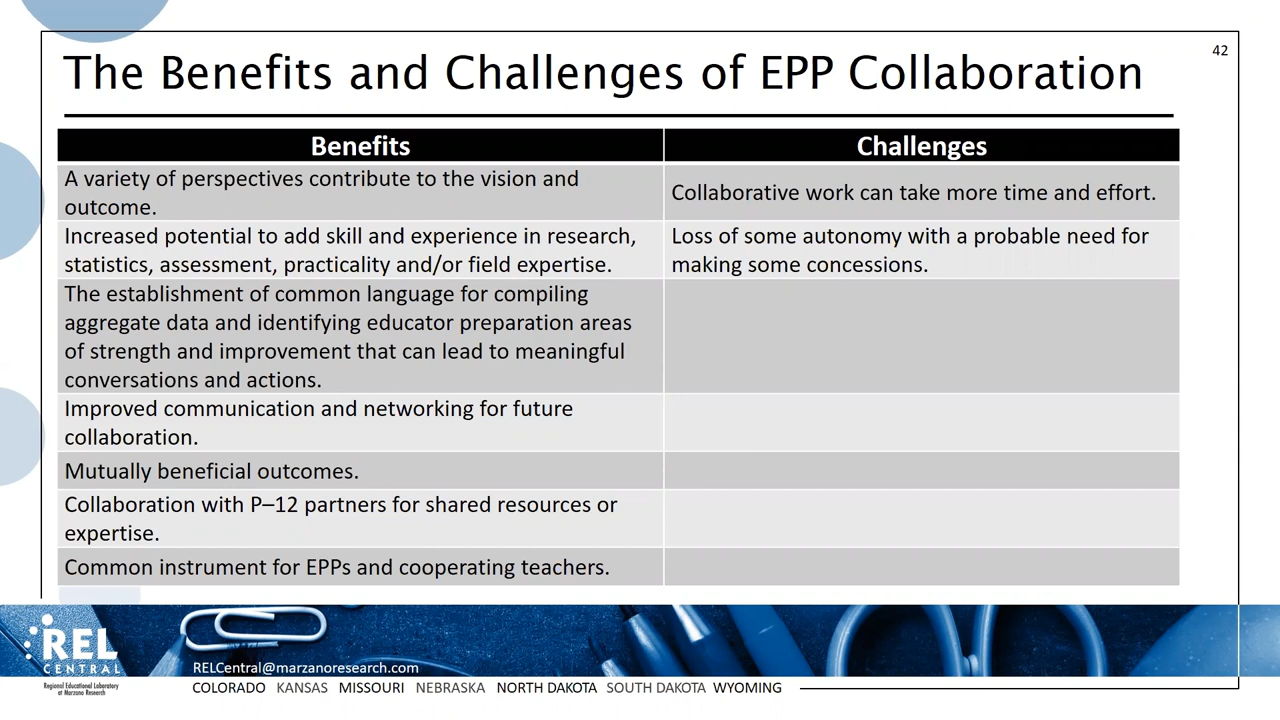 42
The Benefits and Challenges of EPP Collaboration
Benefits
Challenges
A variety of perspectives contribute to the vision and
outcome.
Collaborative work can take more time and effort.
Increased potential to add skill and experience in research,
statistics, assessment, practicality and/or field expertise.
Loss of some autonomy with a probable need for
making some concessions.
The establishment of common language for compiling
aggregate data and identifying educator preparation areas
of strength and improvement that can lead to meaningful
conversations and actions.
Improved communication and networking for future
collaboration.
Mutually beneficial outcomes.
Collaboration with P–12 partners for shared resources or
expertise.
Common instrument for EPPs and cooperating teachers.
REL
CENTRAL
Regional Educational Laboratory
at Marzano Research
RELCentral@marzanoresearch.com
COLORADO KANSAS MISSOURI NEBRASKA NORTH DAKOTA SOUTH DAKOTA WYOMING